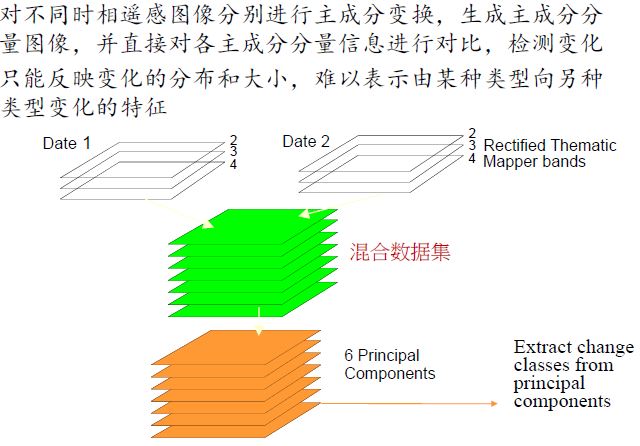 对不同时相遥感图像分别进行主成分变换，生成主成分分
量图像，并直接对各主成分分量信息进行对比，检测变化
只能反映变化的分布和大小，难以表示由某种类型向另种
类型变化的特征
Date 1
2
3
4
Date 2
2
3
4
Rectified Thematic
Mapper bands
混合数据集
6 Principal
Components
Extract change
classes from
principal
components